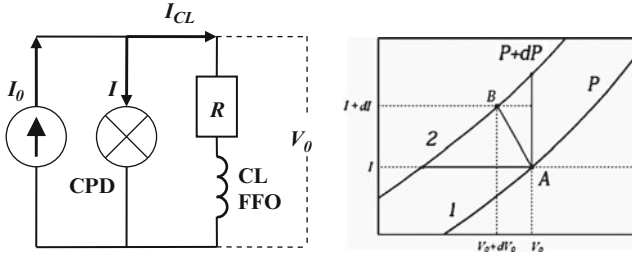 I_CL
I_0
I
R
V_0
CPD
CL
FFO
P+dP
P
B
I+dI
2
I
A
1
V_0+dV_0
V_0